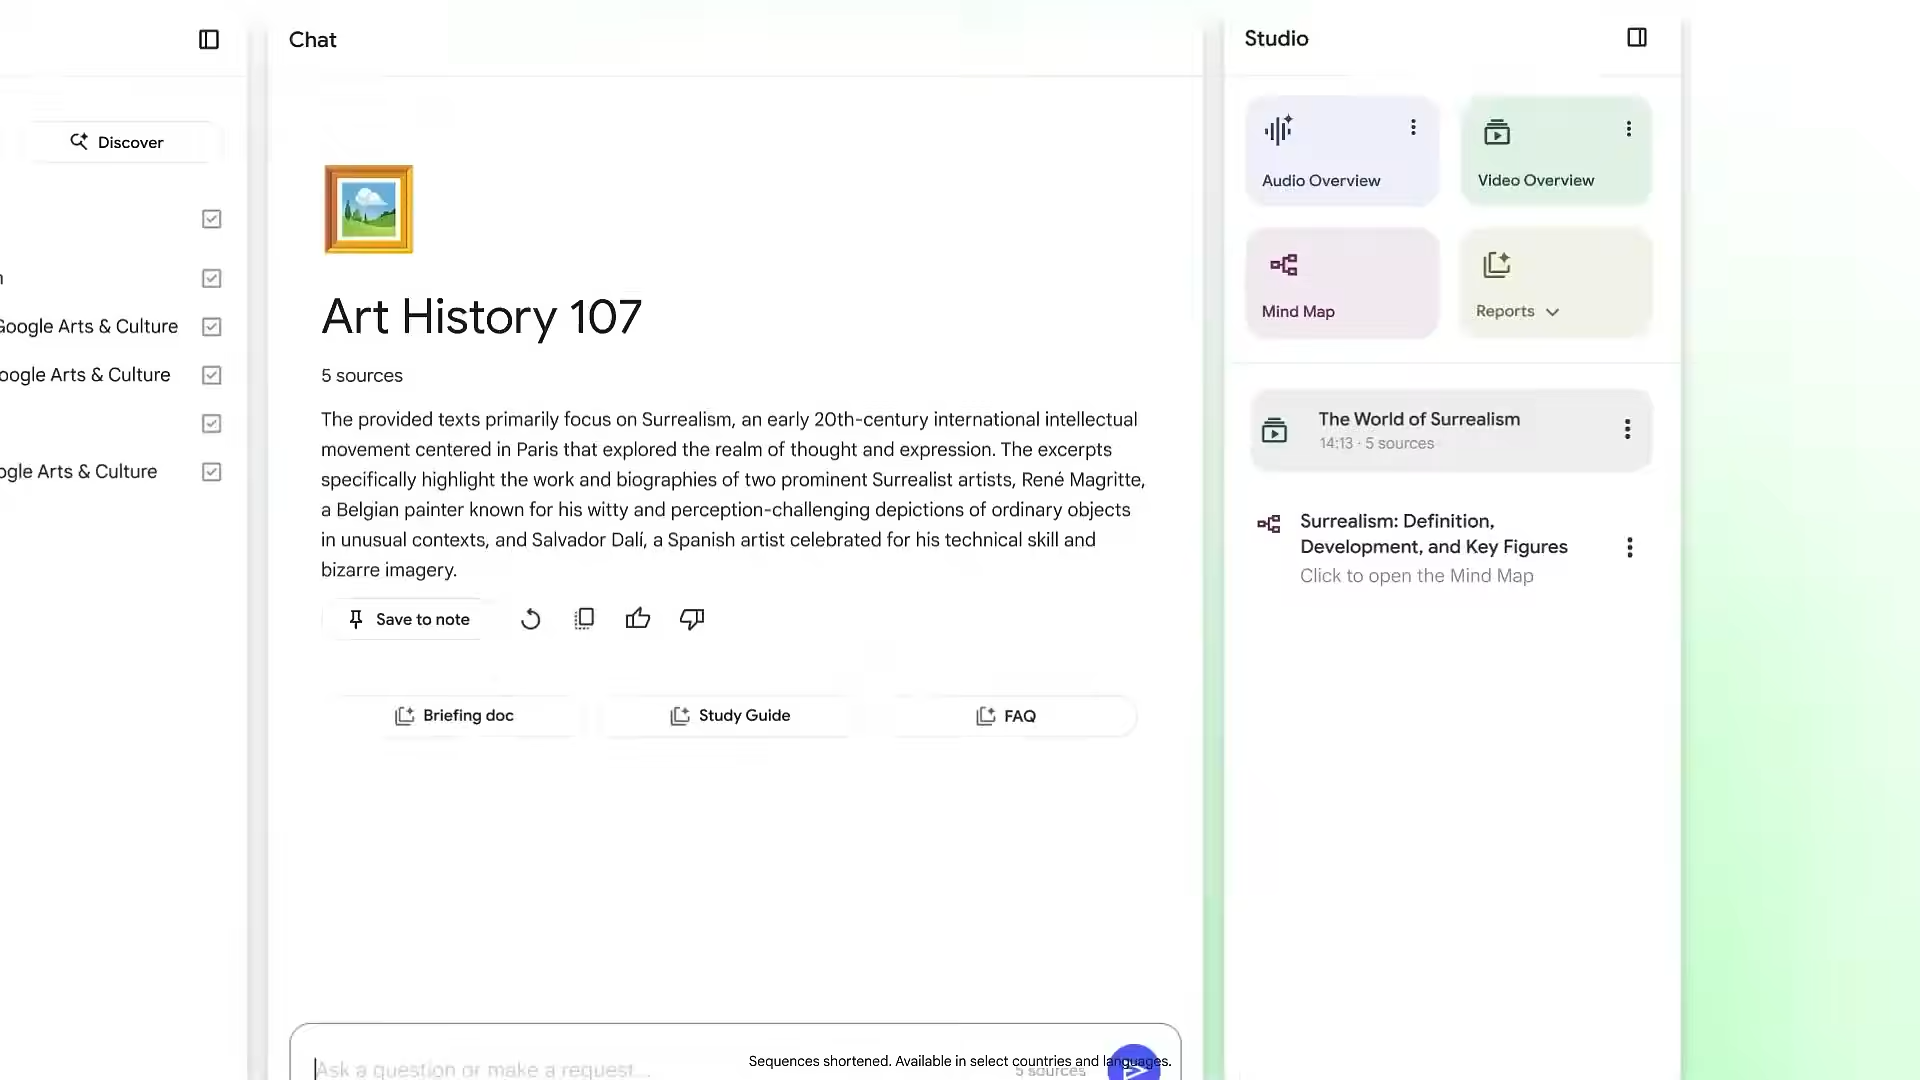 Chat
Studio
Discover
Google Arts & Culture
Arts & Culture
Arts & Culture
Art History 107
5 sources
The provided texts primarily focus on Surrealism, an early 20th-century international intellectual
movement centered in Paris that explored the realm of thought and expression. The excerpts
specifically highlight the work and biographies of two prominent Surrealist artists, René Magritte,
a Belgian painter known for his witty and perception-challenging depictions of ordinary objects
in unusual contexts, and Salvador Dalí, a Spanish artist celebrated for his technical skill and
bizarre imagery.
Save to note
Briefing doc
Study Guide
FAQ
Ask a question or make a request...
5 sources
Sequences shortened. Available in select countries and languages.
Audio Overview
Video Overview
Mind Map
Reports
The World of Surrealism
14:13 · 5 sources
Surrealism: Definition,
Development, and Key Figures
Click to open the Mind Map